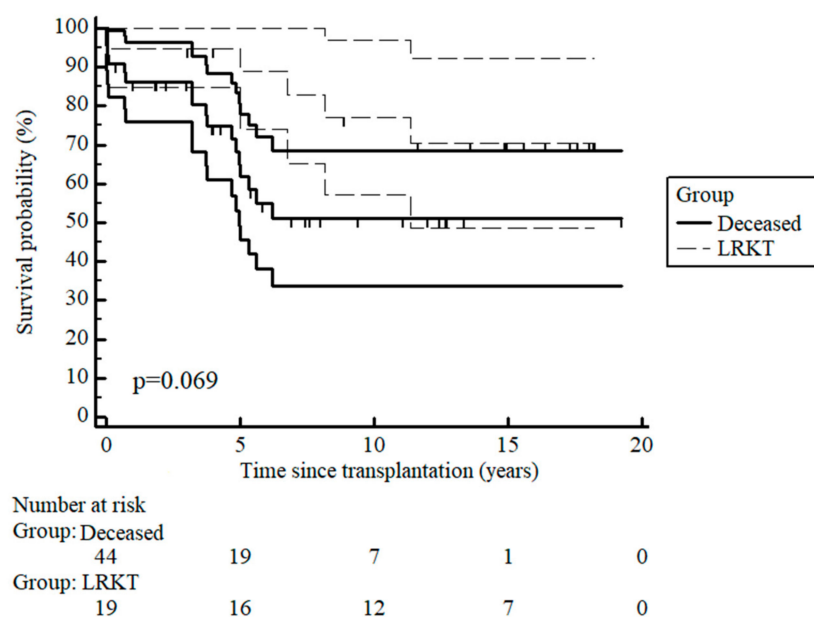 Survival probability (%)
100
90
80
70
60
50
40
30
20
10
0
p=0.069
0 5 10 15 20
Time since transplantation (years)
Group
Deceased
LRKT
Number at risk
Group: Deceased
44 19 7 1 0
Group: LRKT
19 16 12 7 0